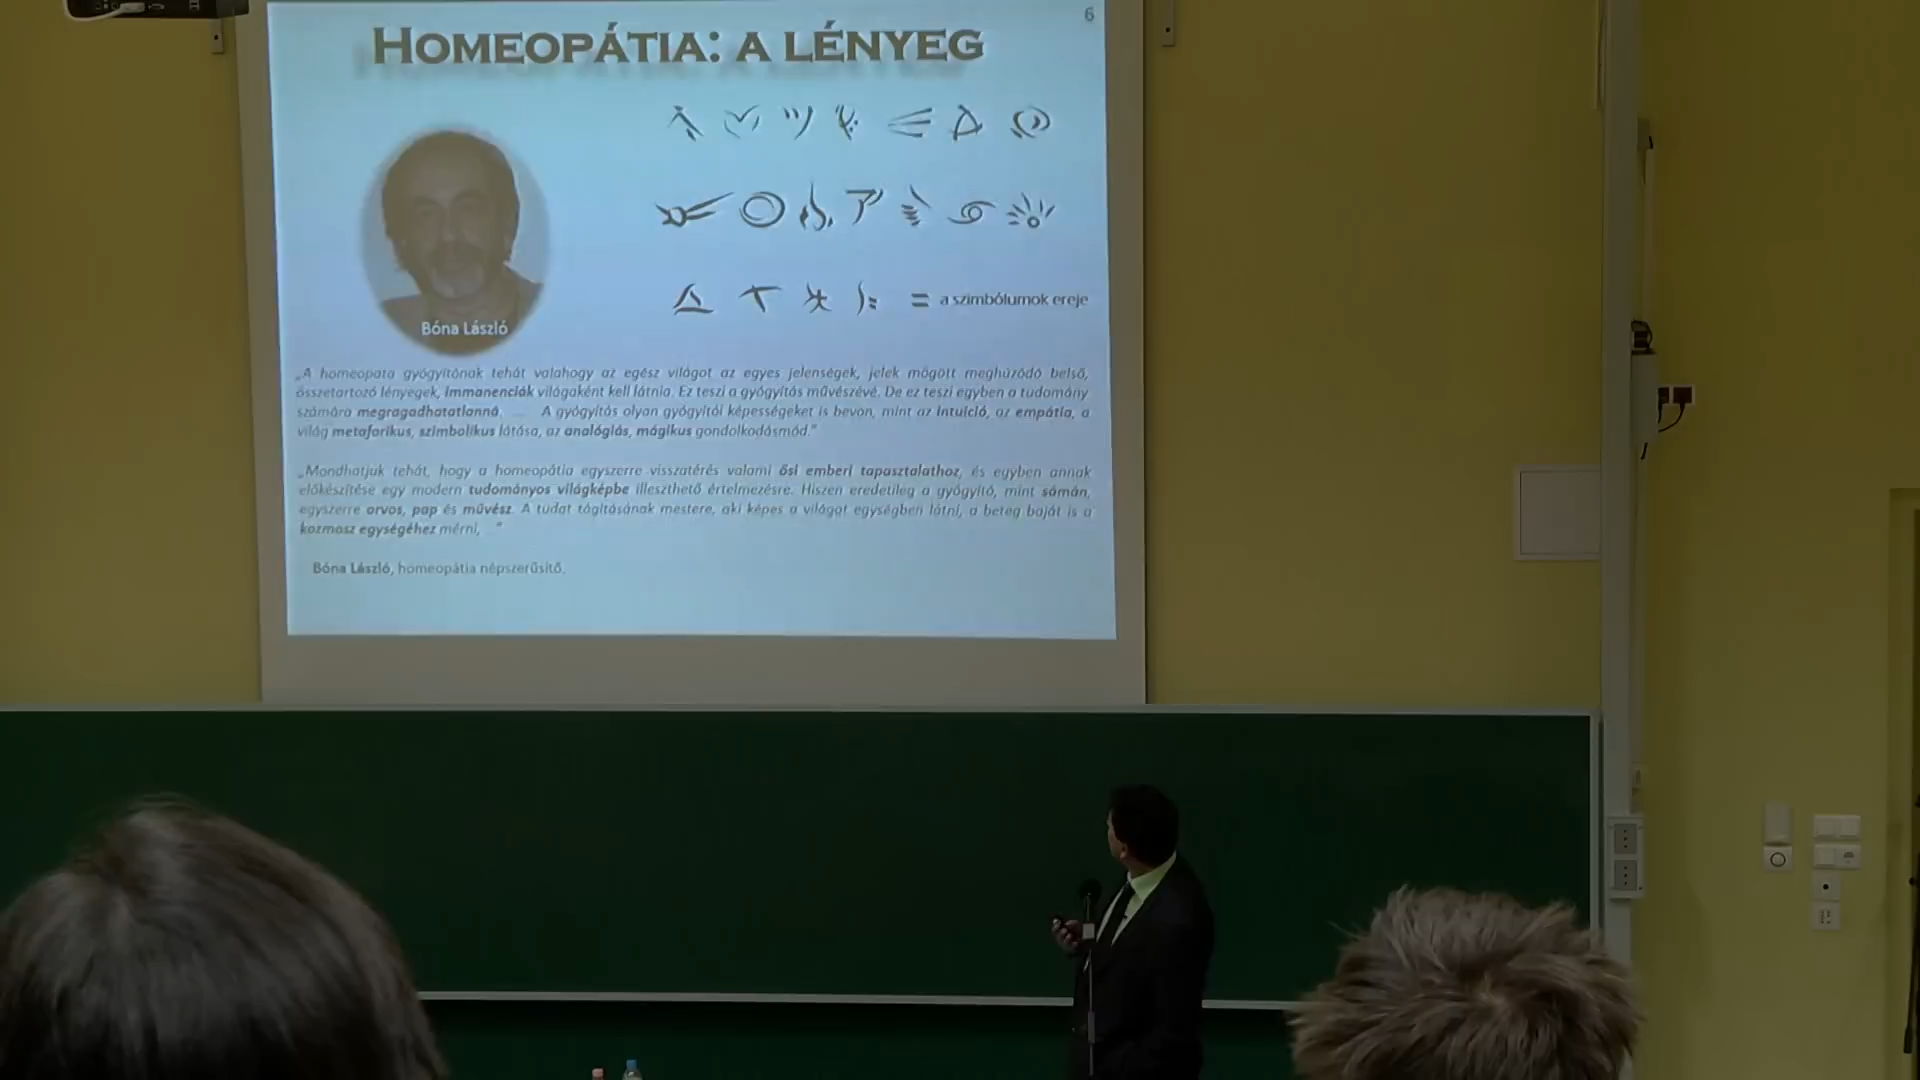 6
HOMEOPÁTIA: A LÉNYEG
= a szimbólumok ereje
Bóna László
„A homeopata gyógyítónak tehát valahogy az egész világot az egyes jelenségek, jelek mögött meghúzódó belső,
összetartozó lényegek, immanenciák világaként kell látnia. Ez teszi a gyógyítás művészévé. De ez teszi egyben a tudomány
számára megragadhatatlanná. ... A gyógyítás olyan gyógyítói képességeket is bevon, mint az intuíció, az empátia, a
világ metaforikus, szimbolikus látása, az analógiás, mágikus gondolkodásmód."
„Mondhatjuk tehát, hogy a homeopátia egyszerre visszatérés valami ősi emberi tapasztalathoz, és egyben annak
előkészítése egy modern tudományos világképbe illeszthető értelmezésre. Hiszen eredetileg a gyógyító, mint sámán,
egyszerre orvos, pap és művész. A tudat tágításának mestere, aki képes a világot egységben látni, a beteg baját is a
kozmosz egységéhez mérni, "
Bóna László, homeopátia népszerűsítő.